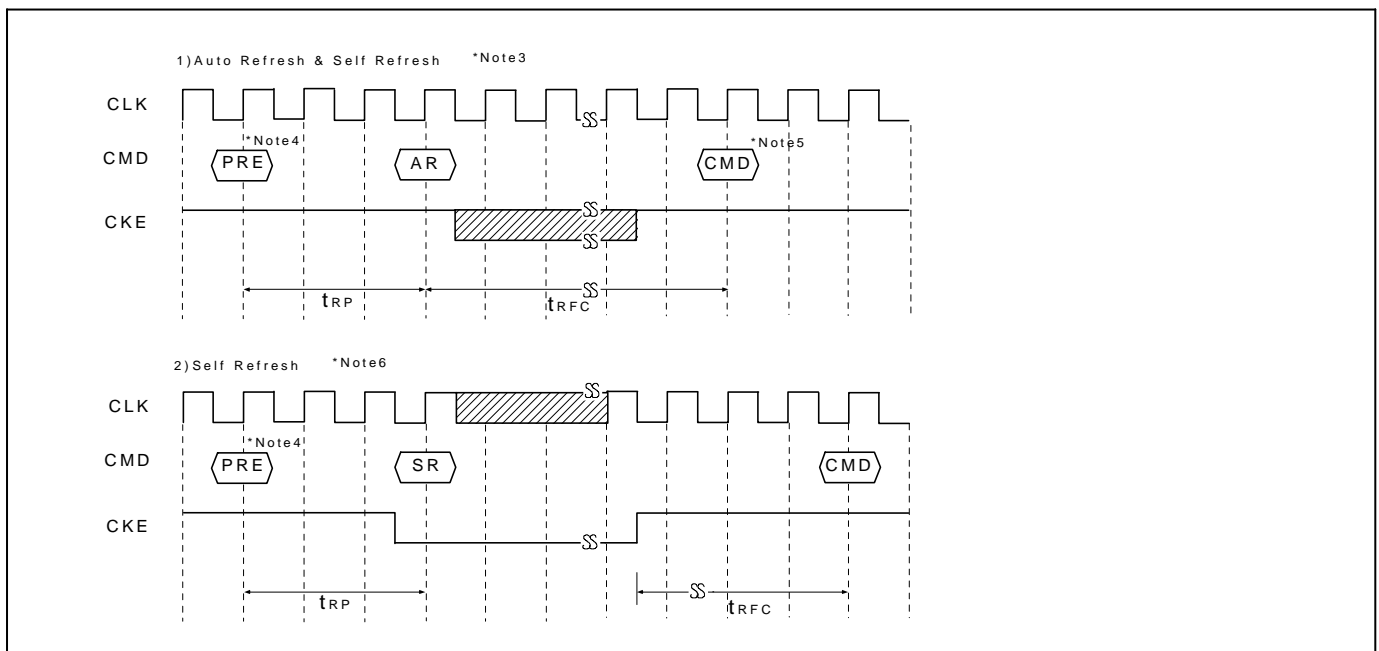 1)Auto Refresh & Self Refresh *Note3
CLK
*Note4 *Note5
CMD PRE AR CMD
CKE
tRP tRFC
2)Self Refresh *Note6
CLK
*Note4
CMD PRE SR CMD
CKE
tRP tRFC